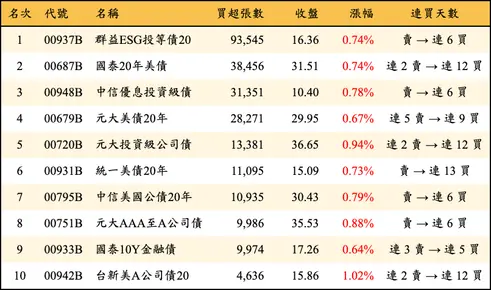 名次 代號 名稱 買超張數 收盤 漲幅 連買天數
1 00937B 群益ESG投等債20 93,545 16.36 0.74% 賣→連 6 買
2 00687B 國泰20年美債 38,456 31.51 0.74% 連 2 賣→連 12 買
3 00948B 中信優息投資級債 31,351 10.40 0.78% 賣→連 6 買
4 00679B 元大美債20年 28,271 29.95 0.67% 連 5 賣→連 9 買
5 00720B 元大投資級公司債 13,381 36.65 0.94% 連 2 賣→連 12 買
6 00931B 統一美債20年 11,095 15.09 0.73% 賣→連 13 買
7 00795B 中信美國公債20年 10,935 30.43 0.79% 賣→連 6 買
8 00751B 元大AAA至A公司債 9,986 35.53 0.88% 賣→連 6 買
9 00933B 國泰10Y金融債 9,974 17.26 0.64% 連 3 賣→連 5 買
10 00942B 台新美A公司債20 4,636 15.86 1.02% 連 2 賣→連 12 買